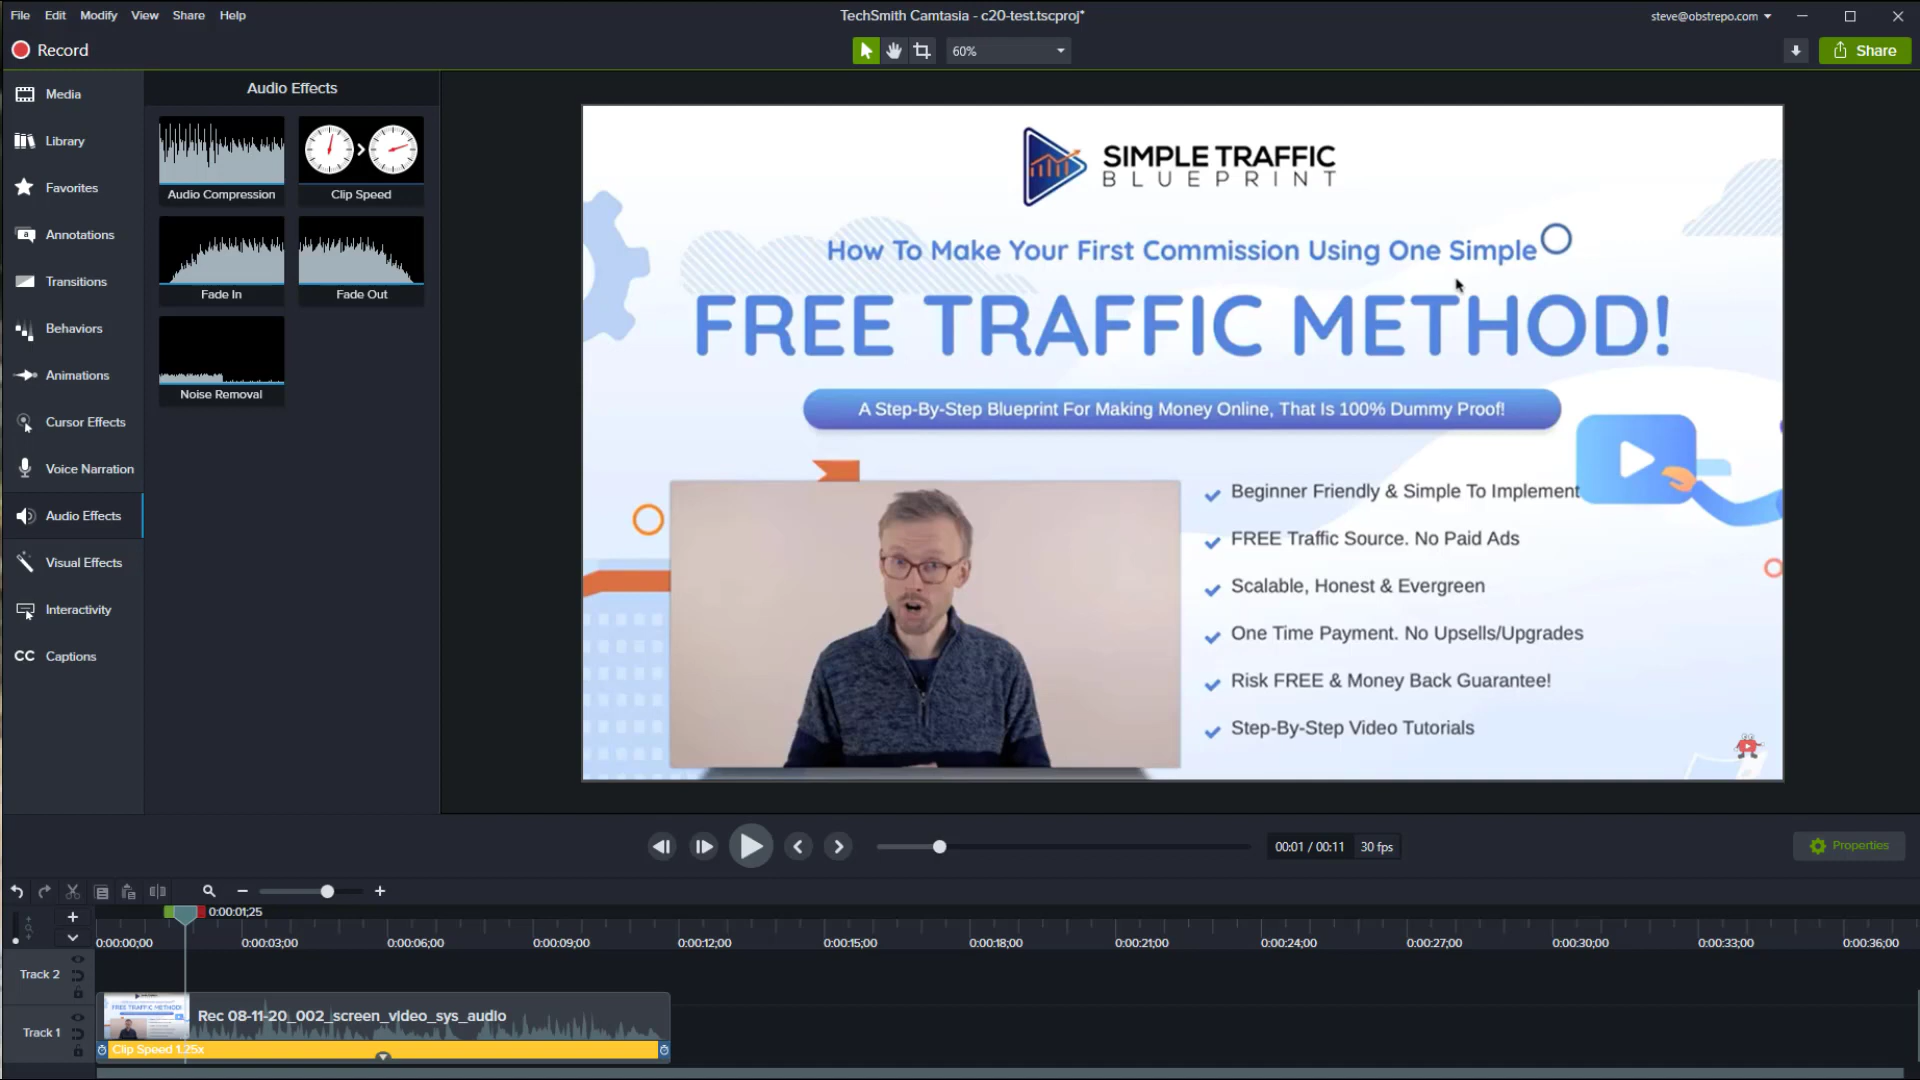 File Edit Modify View Share Help
TechSmith Camtasia - c20-test.tscproj*
steve@obstrepo.com
Record
60%
Share
Media
Library
Favorites
Annotations
Transitions
Behaviors
Animations
Cursor Effects
Voice Narration
Audio Effects
Visual Effects
Interactivity
CC Captions
Audio Effects
Audio Compression
Clip Speed
Fade In
Fade Out
Noise Removal
SIMPLE TRAFFIC
BLUEPRINT
How To Make Your First Commission Using One Simple
FREE TRAFFIC METHOD!
A Step-By-Step Blueprint For Making Money Online, That Is 100% Dummy Proof!
Beginner Friendly & Simple To Implement
FREE Traffic Source. No Paid Ads
Scalable, Honest & Evergreen
One Time Payment. No Upsells/Upgrades
Risk FREE & Money Back Guarantee!
Step-By-Step Video Tutorials
00:01 / 00:11 30 fps
Properties
0:00:01;25
0:00:00;00 0:00:03;00 0:00:06;00 0:00:09;00 0:00:12;00 0:00:15;00 0:00:18;00 0:00:21;00 0:00:24;00 0:00:27;00 0:00:30;00 0:00:33;00 0:00:36;00
Track 2
Track 1
FREE TRAFFIC METHOD!
Rec 08-11-20_002_screen_video_sys_audio
Clip Speed 1.25x